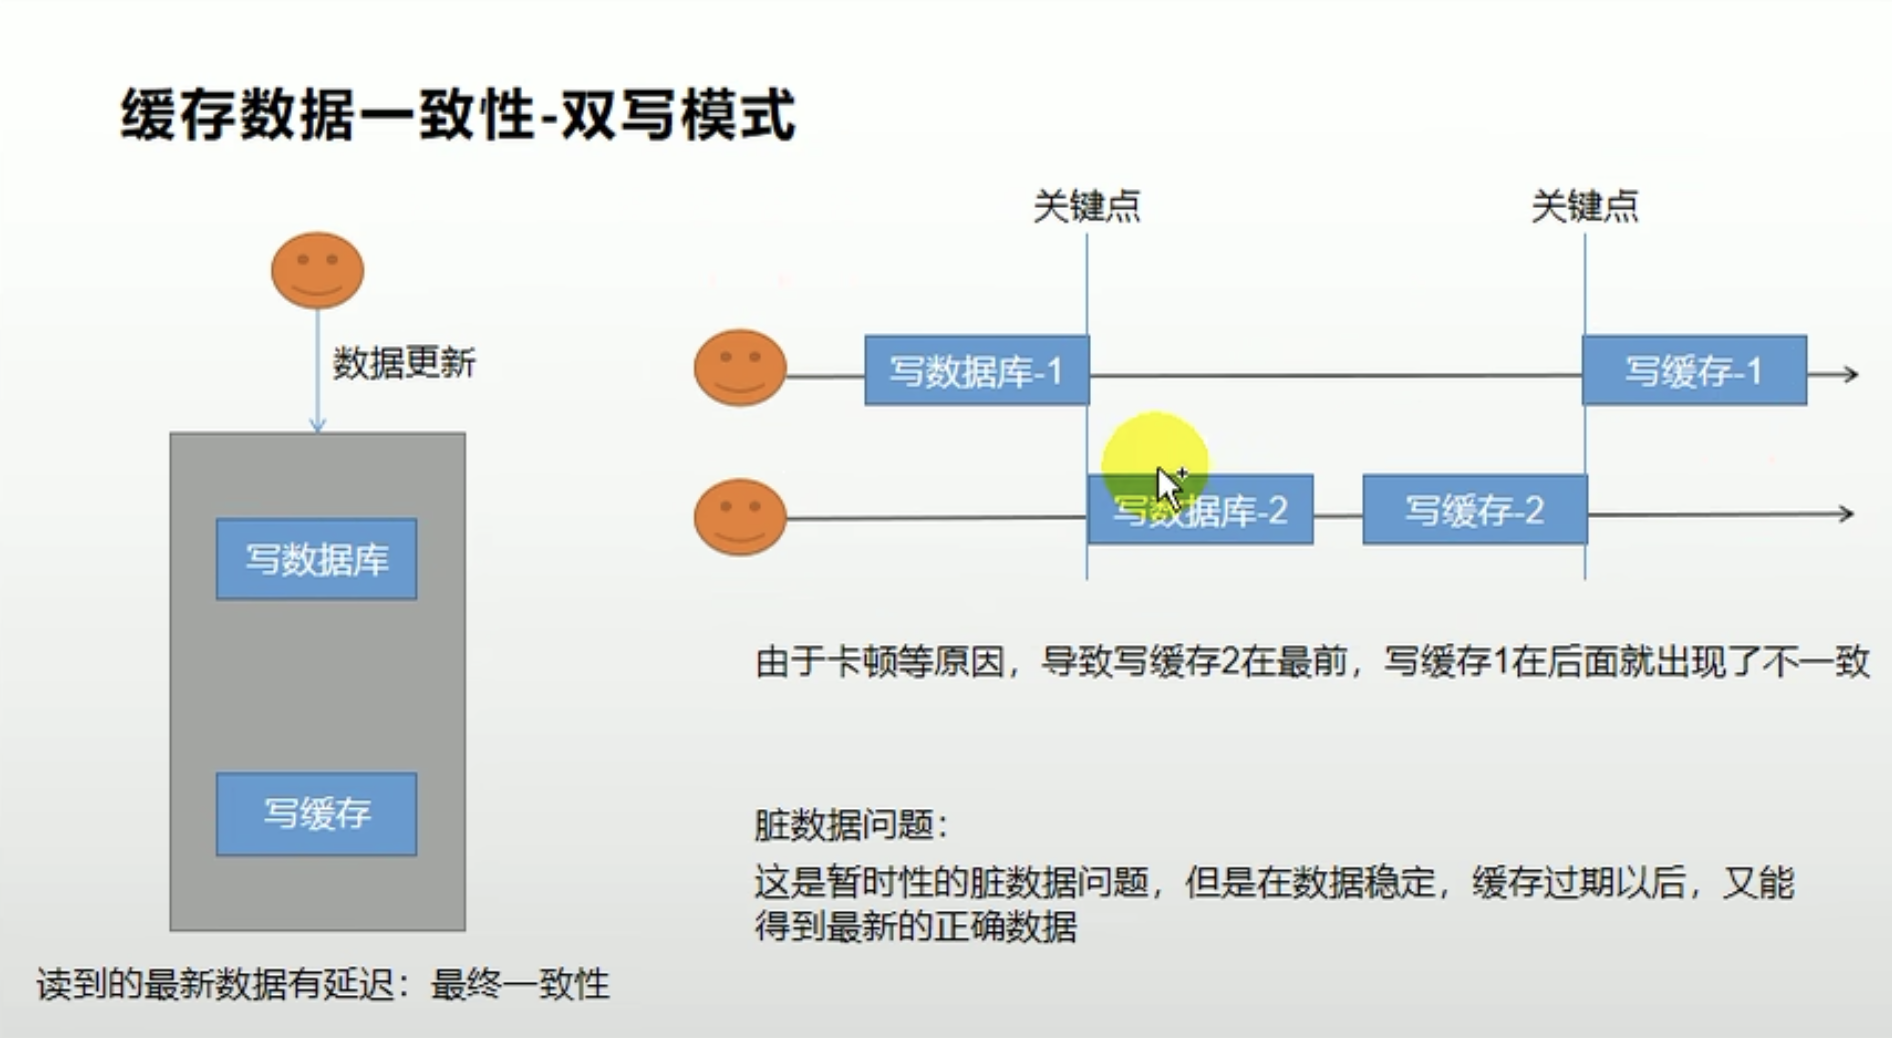 缓存数据一致性-双写模式
关键点
关键点
数据更新
写数据库-1
写缓存-1
写数据库-2
写缓存-2
写数据库
写缓存
由于卡顿等原因，导致写缓存2在最前，写缓存1在后面就出现了不一致
脏数据问题：
这是暂时性的脏数据问题，但是在数据稳定，缓存过期以后，又能
得到最新的正确数据
读到的最新数据有延迟：最终一致性